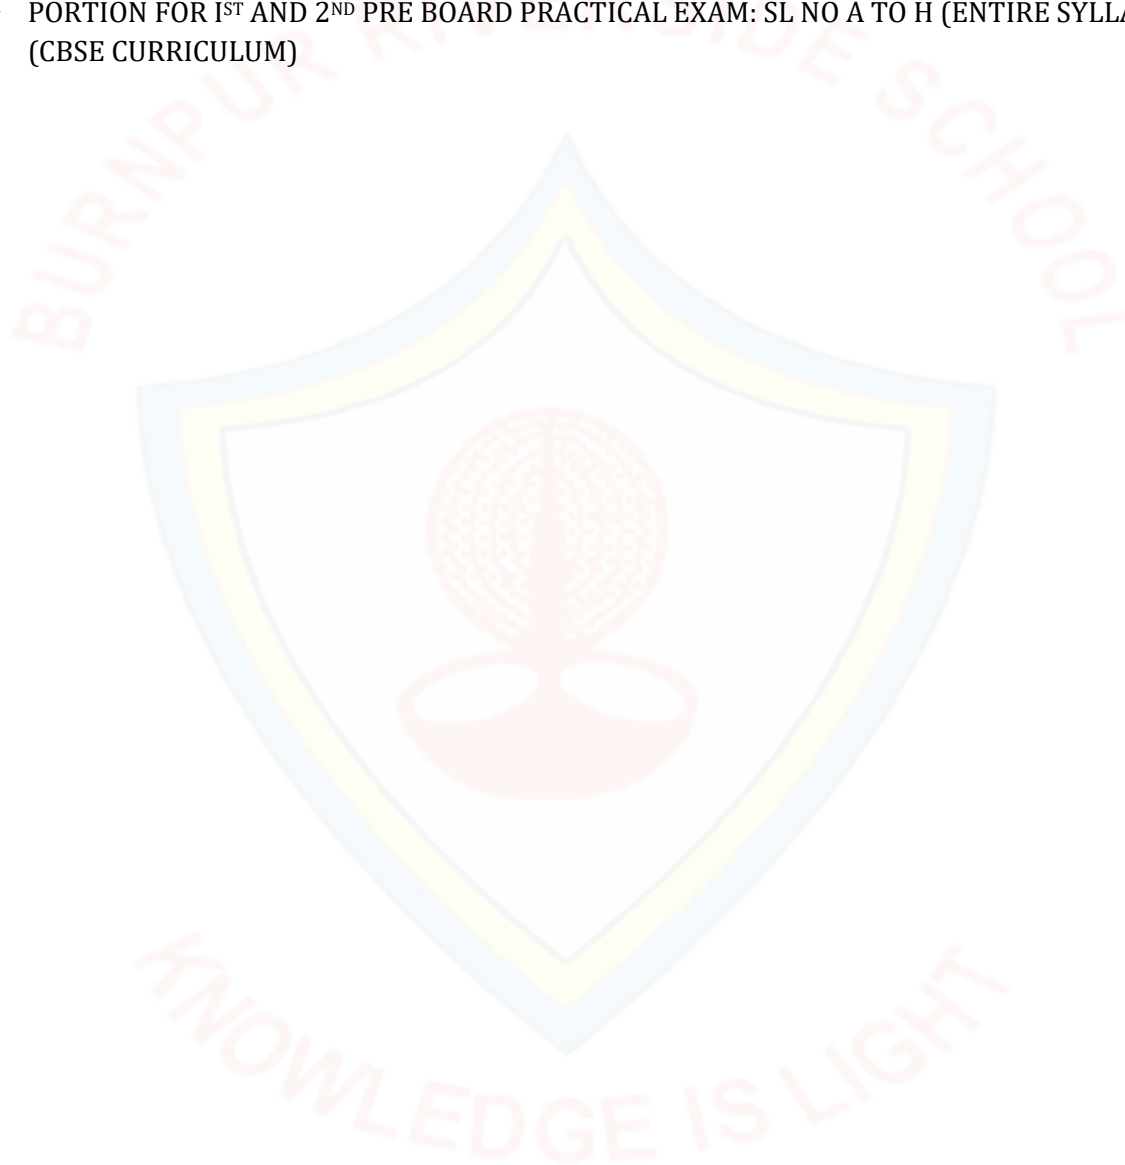 PORTION FOR IST AND 2ND PRE BOARD PRACTICAL EXAM: SL NO A TO H (ENTIRE
(CBSE CURRICULUM)
BURNPUR RIVERSIDE SCHOOL
KNOWLEDGE IS LIGHT